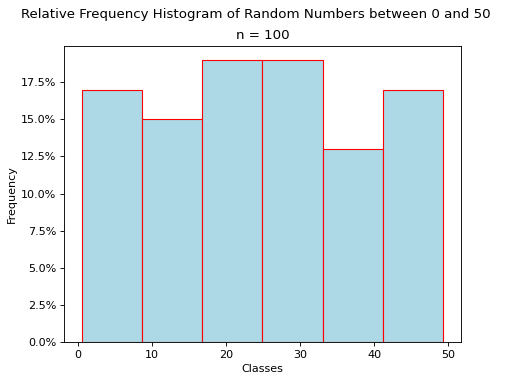 Relative Frequency Histogram of Random Numbers between 0 and 50
n = 100
17.5%
15.0%
12.5%
10.0%
7.5%
5.0%
2.5%
0.0%
Frequency
0 10 20 30 40 50
Classes